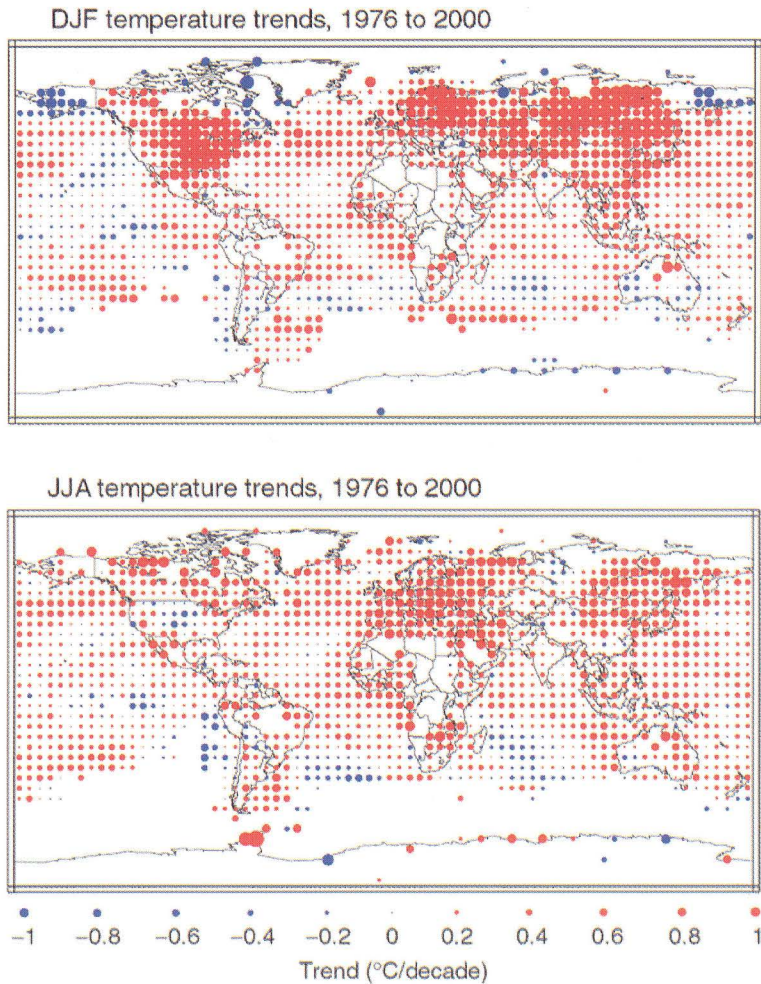 DJF temperature trends, 1976 to 2000
JJA temperature trends, 1976 to 2000
−1 −0.8 −0.6 −0.4 −0.2 0 0.2 0.4 0.6 0.8 1
Trend (°C/decade)